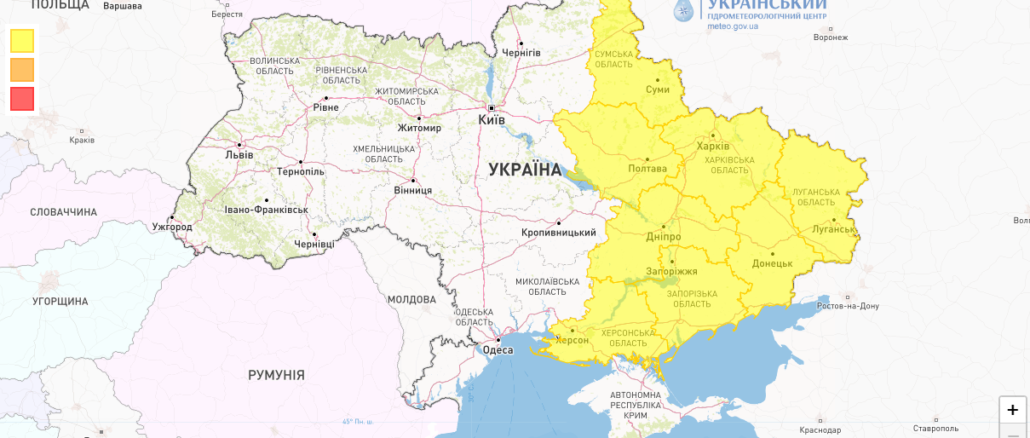 ПОЛЬЩА
Варшава
Берестя
УКРАЇНСЬКИЙ
ГІДРОМЕТЕОРОЛОГІЧНИЙ ЦЕНТР
meteo.gov.ua
Воронеж
Чернігів
СУМСЬКА
ОБЛАСТЬ
ВОЛИНСЬКА
ОБЛАСТЬ
РІВНЕНСЬКА
ОБЛАСТЬ
Суми
ЖИТОМИРСЬКА
ОБЛАСТЬ
Рівне
Київ
Житомир
Краків
Харків
Львів
ХМЕЛЬНИЦЬКА
ОБЛАСТЬ
ХАРКІВСЬКА
ОБЛАСТЬ
Тернопіль
УКРАЇНА
Полтава
Вінниця
ЛУГАНСЬКА
ОБЛАСТЬ
СЛОВАЧЧИНА
Івано-Франківськ
Ужгород
Луганськ
Кропивницький
Чернівці
Дніпро
Донецьк
Запоріжжя
МИКОЛАЇВСЬКА
ОБЛАСТЬ
УГОРЩИНА
МОЛДОВА
ЗАПОРІЗЬКА
ОБЛАСТЬ
Ростов-на-Дону
ОДЕСЬКА
ОБЛАСТЬ
Херсон
ХЕРСОНСЬКА
ОБЛАСТЬ
Одеса
РУМУНІЯ
АВТОНОМНА
РЕСПУБЛІКА
КРИМ
45° Пн. ш.
Краснодар
Ставрополь
+